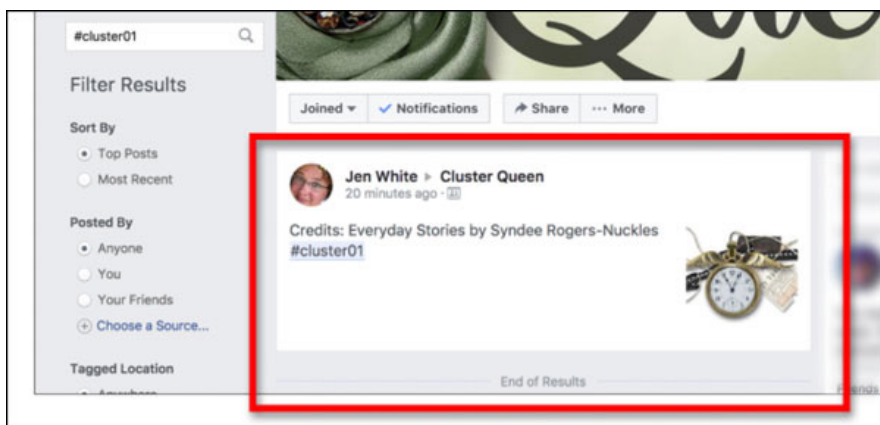 #cluster01
Filter Results
Sort By
Top Posts
Most Recent
Posted By
Anyone
You
Your Friends
Choose a Source...
Tagged Location
Anywhere
Que
Joined
Notifications
Share
More
Jen White ▸ Cluster Queen
20 minutes ago ·
Credits: Everyday Stories by Syndee Rogers-Nuckles
#cluster01
End of Results